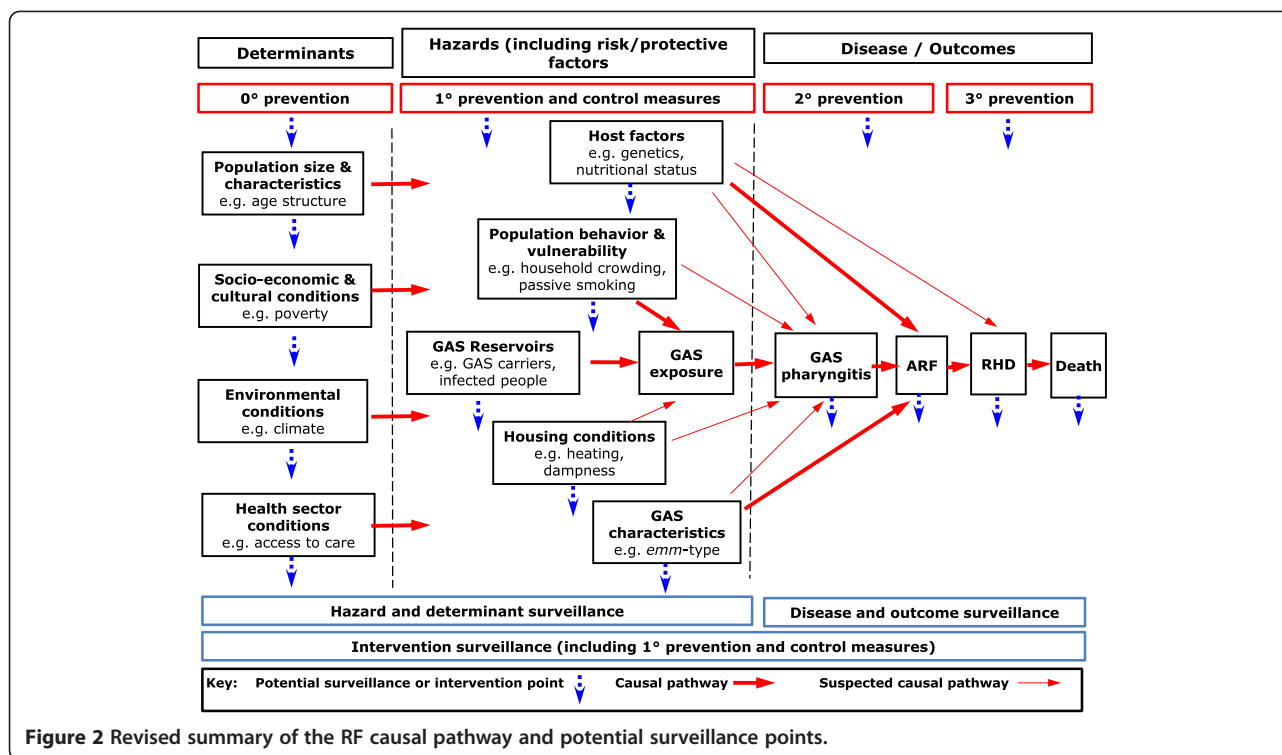 Determinants
Hazards (including risk/protective
factors
Disease / Outcomes
0° prevention
1° prevention and control measures
2° prevention
3° prevention
Population size &
characteristics
e.g. age structure
Socio-economic &
cultural conditions
e.g. poverty
Environmental
conditions
e.g. climate
Health sector
conditions
e.g. access to care
Host factors
e.g. genetics,
nutritional status
Population behavior &
vulnerability
e.g. household crowding,
passive smoking
GAS Reservoirs
e.g. GAS carriers,
infected people
GAS
exposure
Housing conditions
e.g. heating,
dampness
GAS
characteristics
e.g. emm-type
GAS
pharyngitis
ARF
RHD
Death
Hazard and determinant surveillance
Disease and outcome surveillance
Intervention surveillance (including 1° prevention and control measures)
Key: Potential surveillance or intervention point Causal pathway Suspected causal pathway
Figure 2 Revised summary of the RF causal pathway and potential surveillance points.